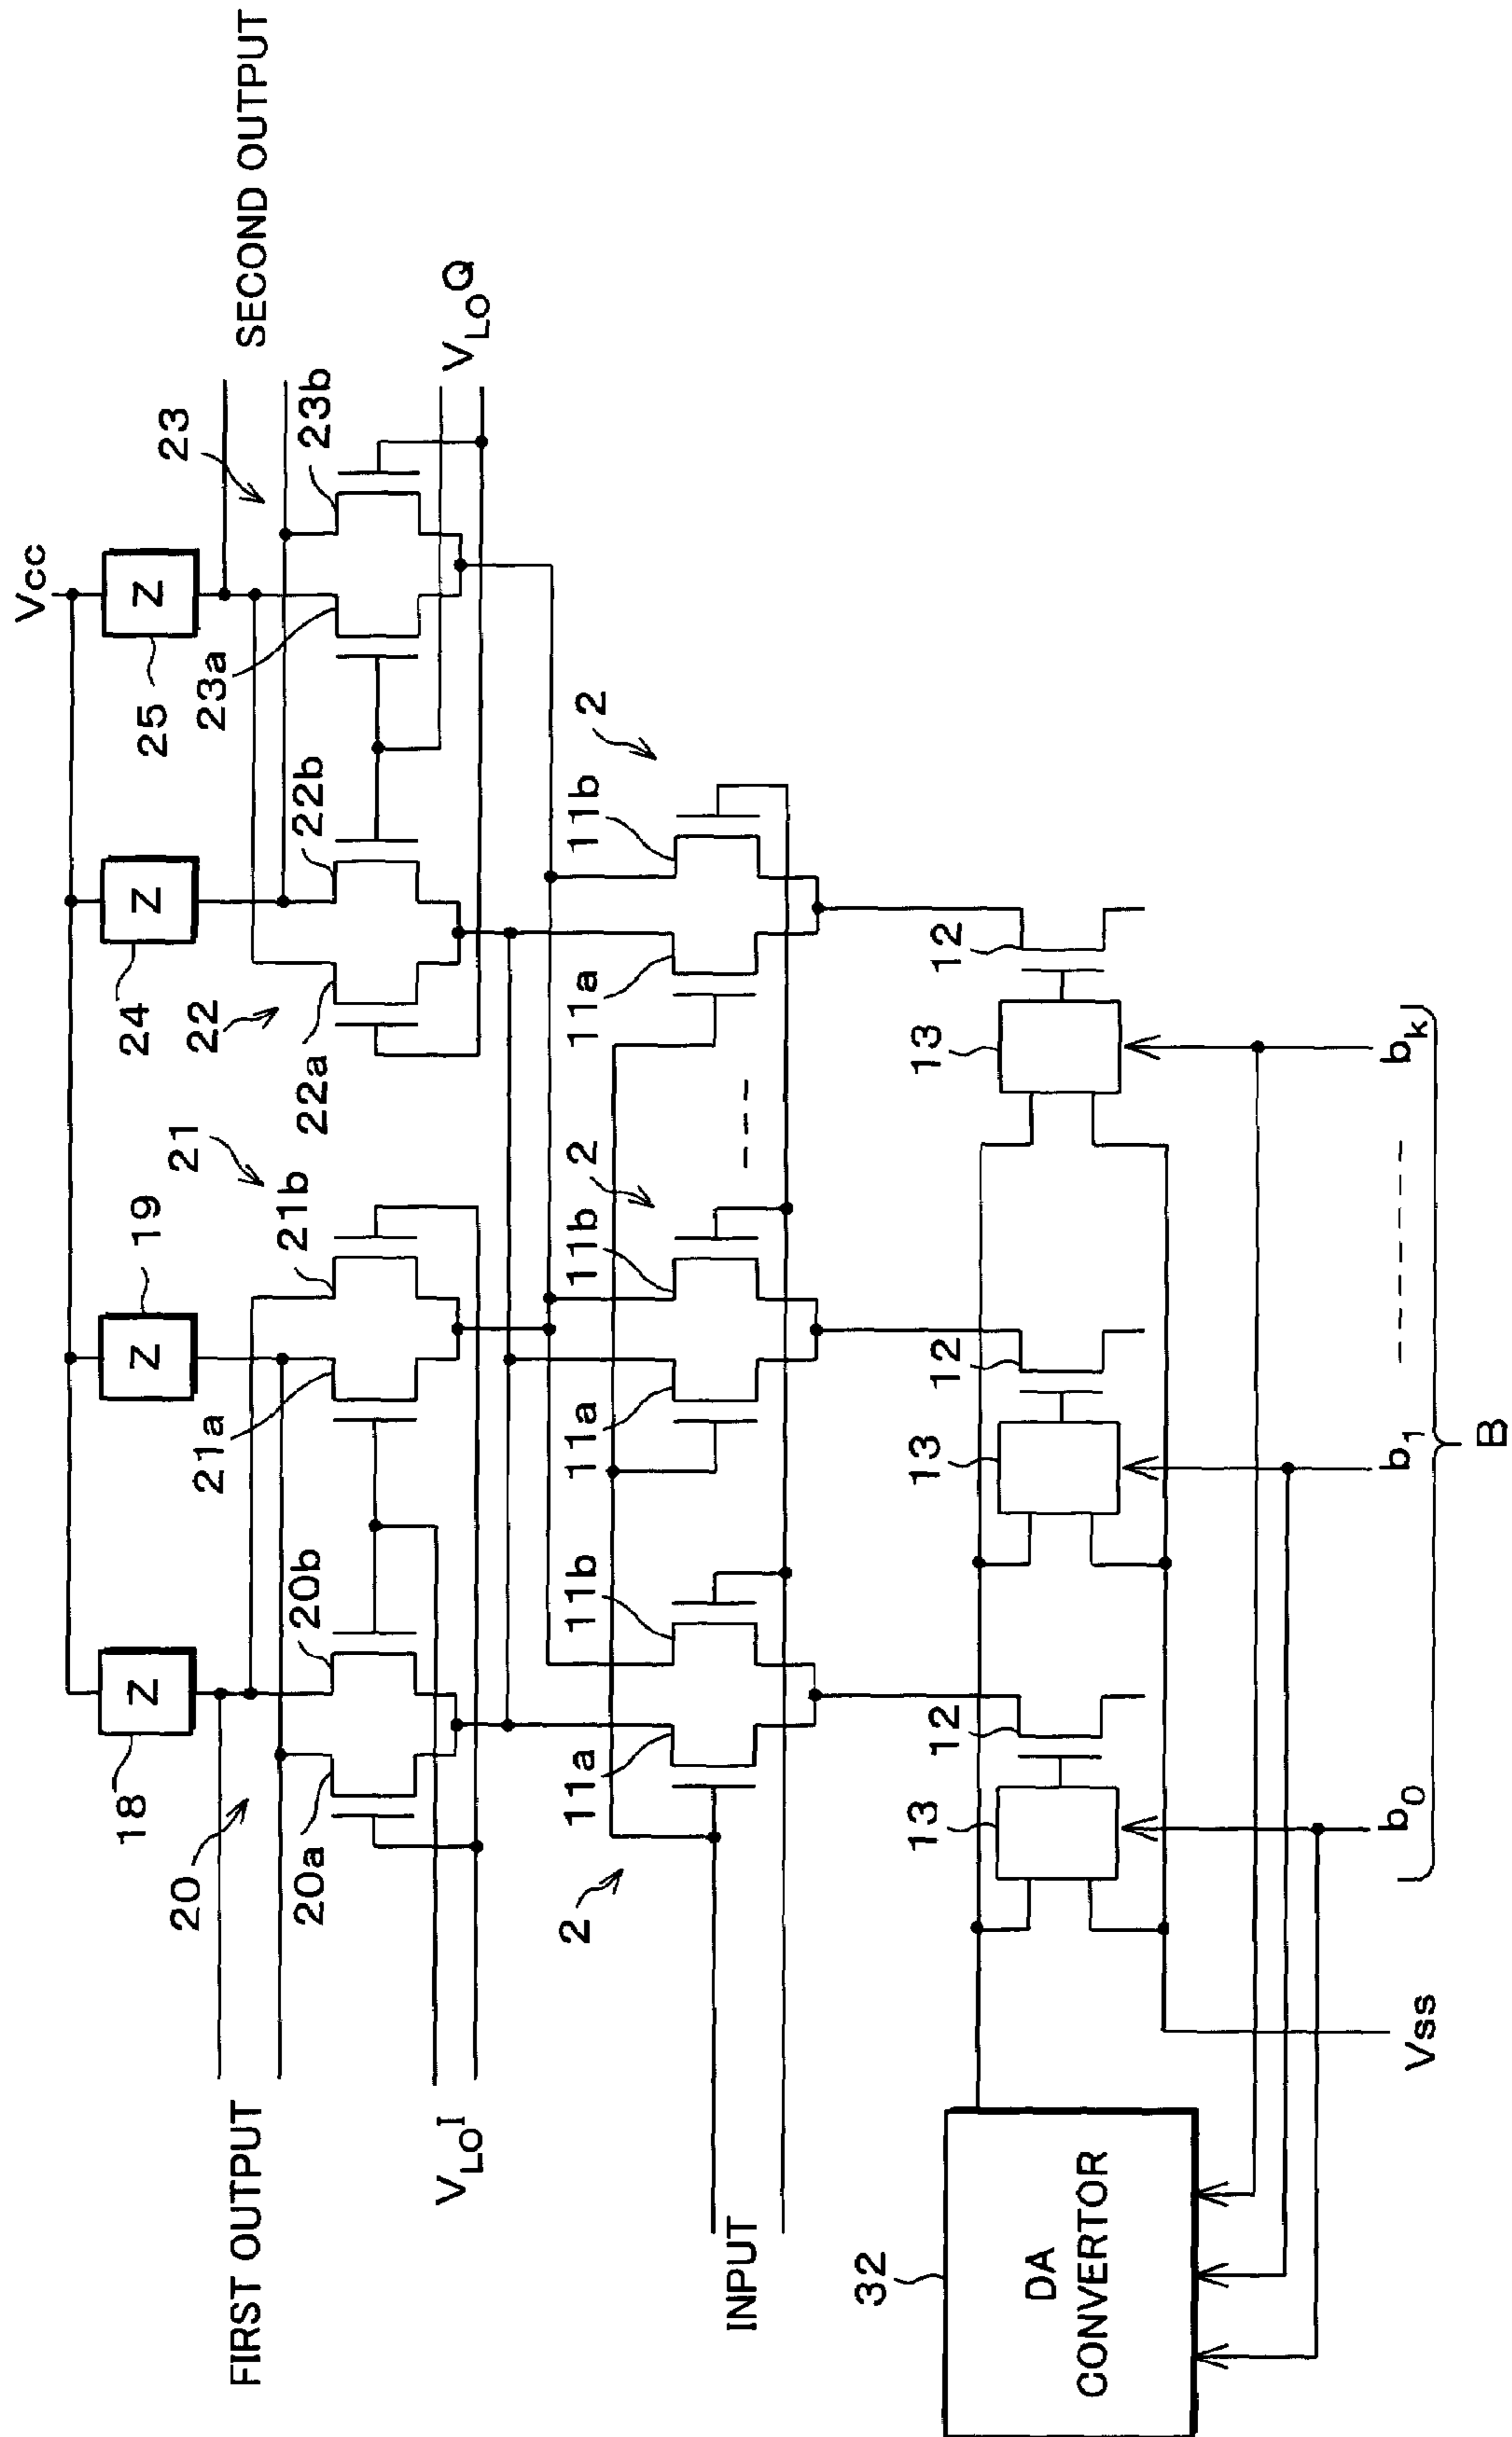 Vcc
18
19
24
25
FIRST OUTPUT
SECOND OUTPUT
Z
Z
Z
Z
20
21
22
23
20a
20b
21a
21b
22a
22b
23a
23b
VLOI
VLOQ
2
2
2
11a
11b
11a
11b
11a
11b
INPUT
12
12
12
13
13
13
32
DA
CONVERTOR
Vss
b0
b1
bk
B